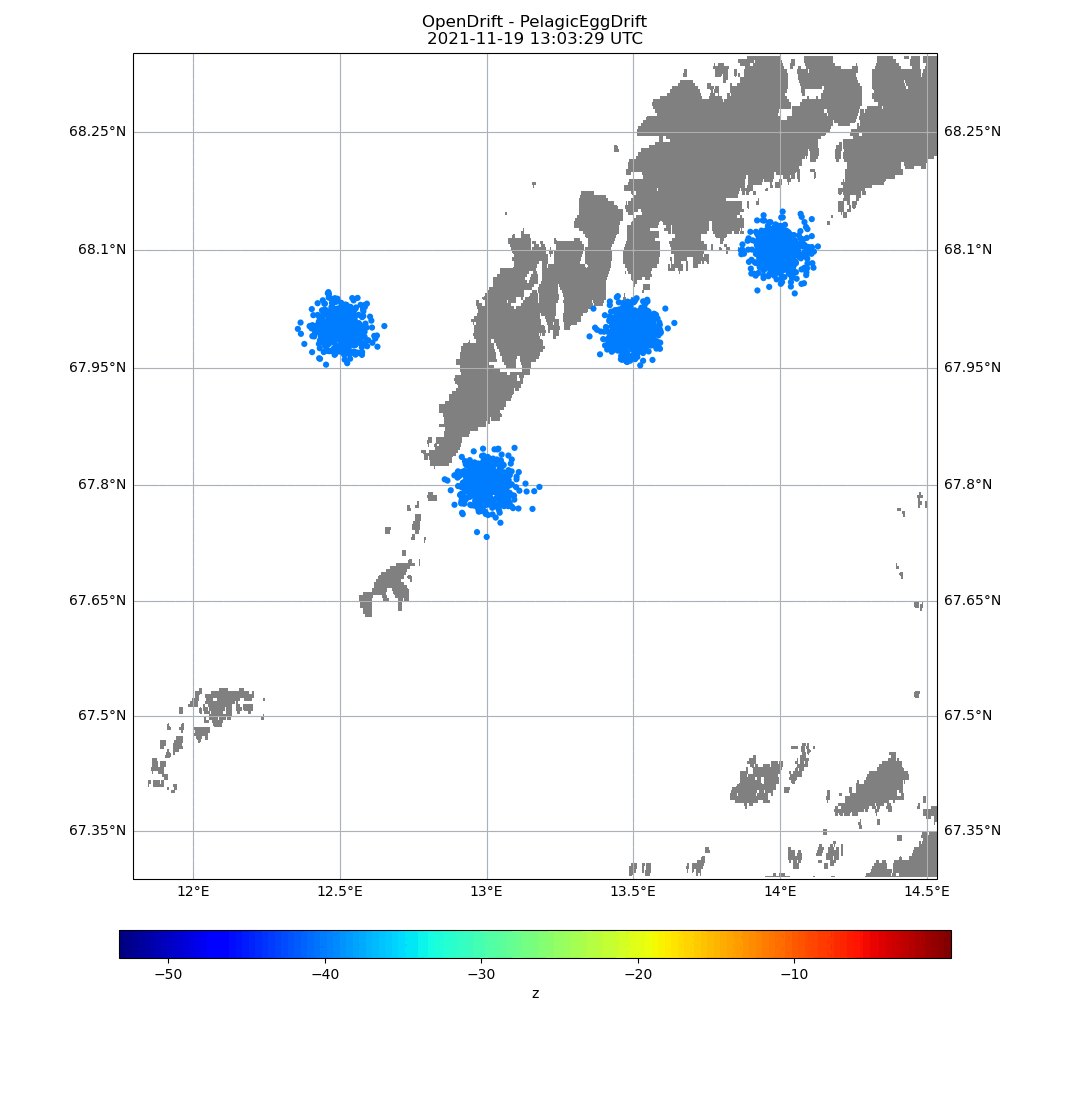 OpenDrift - PelagicEggDrift
2021-11-19 13:03:29 UTC
68.25°N 68.25°N
68.1°N 68.1°N
67.95°N 67.95°N
67.8°N 67.8°N
67.65°N 67.65°N
67.5°N 67.5°N
67.35°N 67.35°N
12°E 12.5°E 13°E 13.5°E 14°E 14.5°E
−50 −40 −30 −20 −10
z